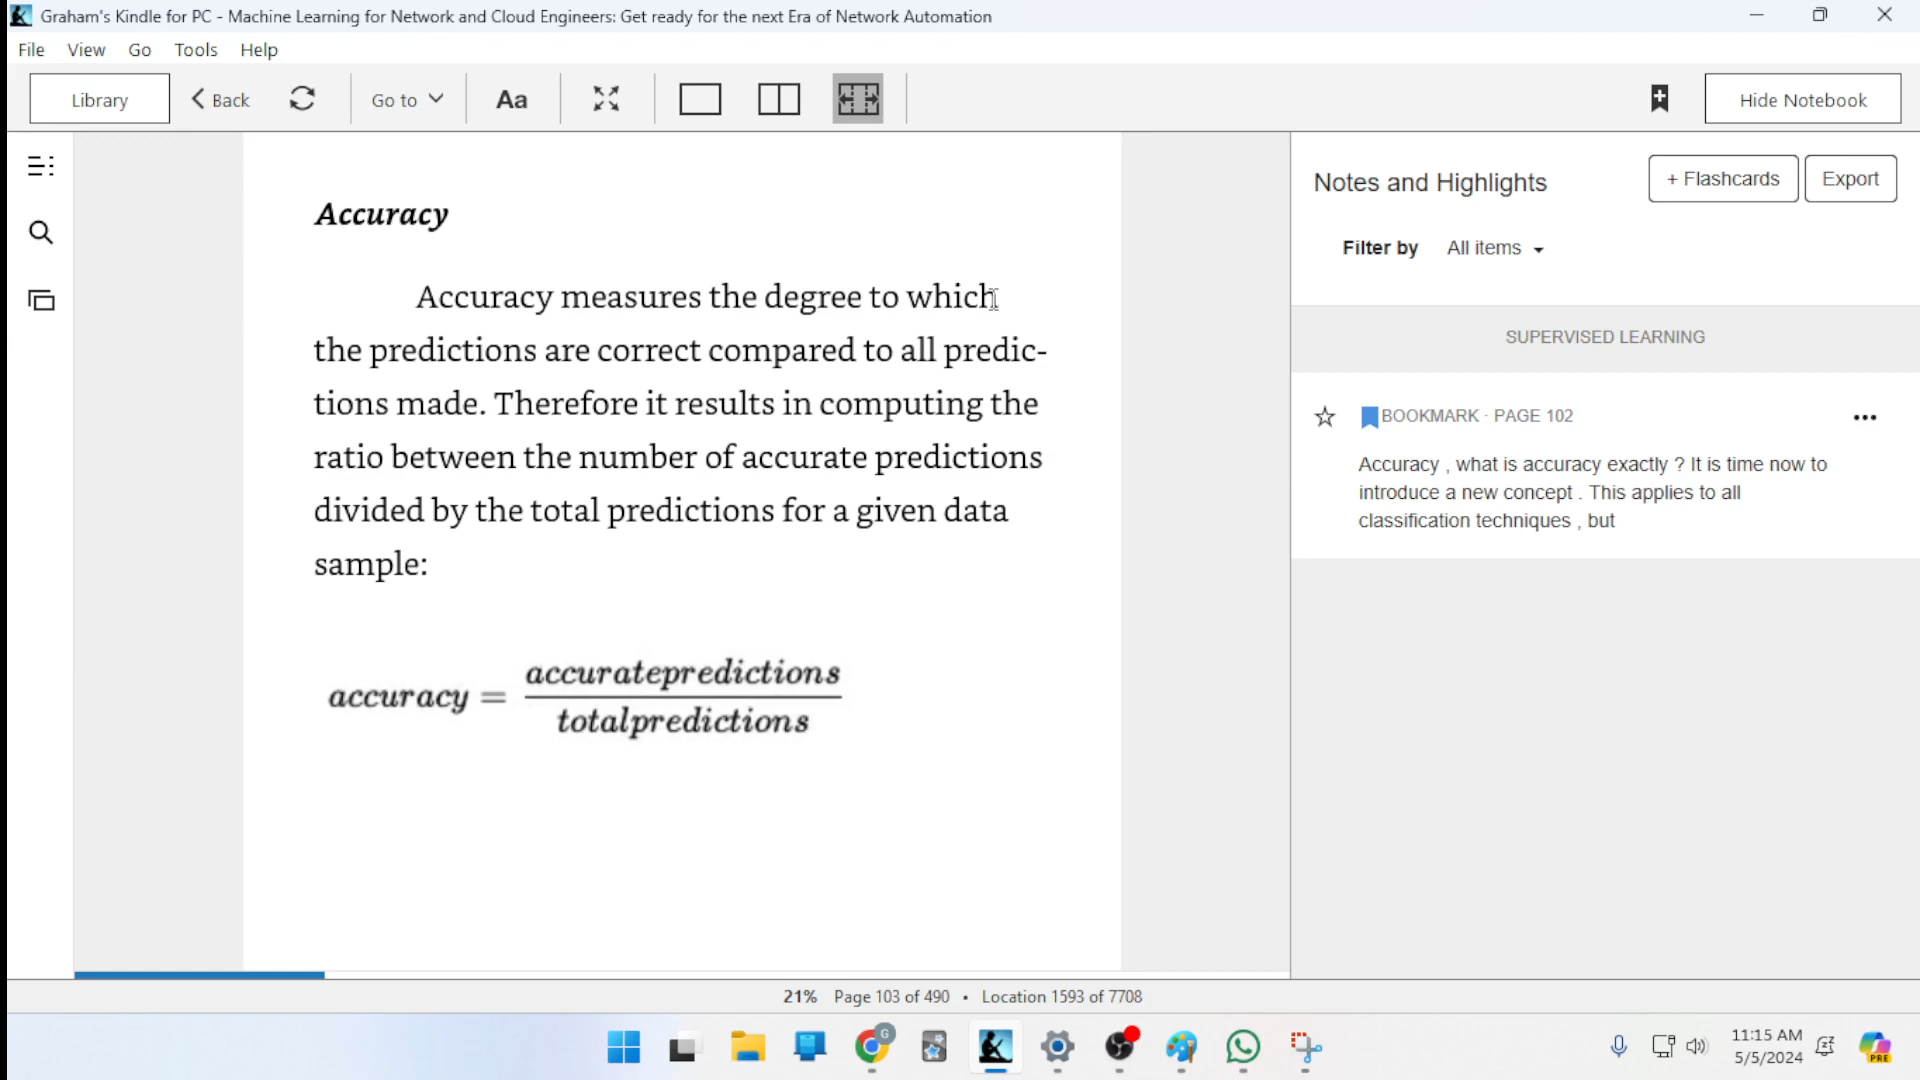 Graham's Kindle for PC - Machine Learning for Network and Cloud Engineers: Get ready for the next Era of Network Automation
File View Go Tools Help
Library Back Go to Aa Hide Notebook
Accuracy
Accuracy measures the degree to which
the predictions are correct compared to all predic-
tions made. Therefore it results in computing the
ratio between the number of accurate predictions
divided by the total predictions for a given data
sample:
accuracy = accuratepredictions
totalpredictions
Notes and Highlights + Flashcards Export
Filter by All items
SUPERVISED LEARNING
BOOKMARK · PAGE 102
Accuracy , what is accuracy exactly ? It is time now to
introduce a new concept . This applies to all
classification techniques , but
21% Page 103 of 490 • Location 1593 of 7708
G
11:15 AM
5/5/2024
PRE